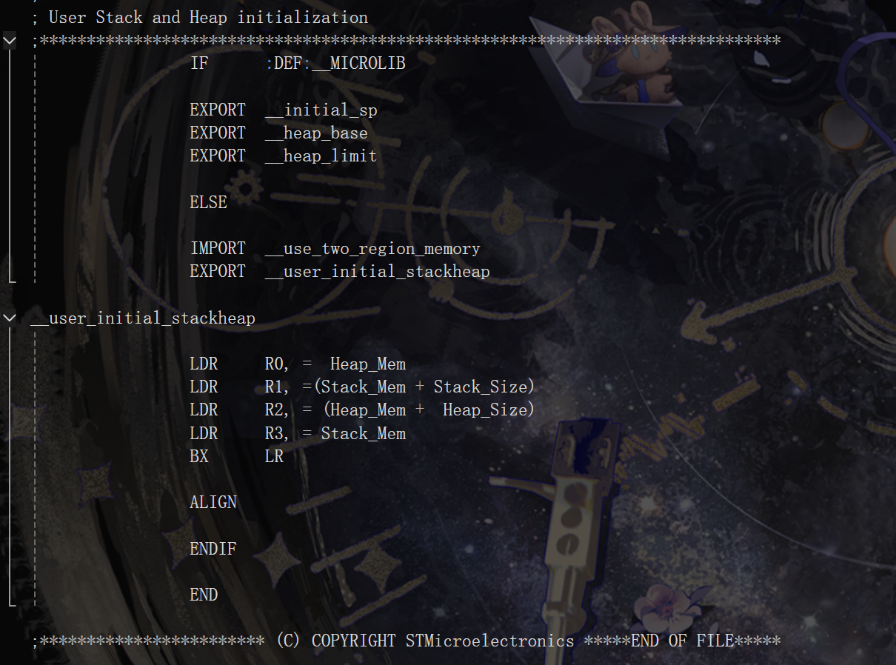 ; User Stack and Heap initialization
;*******************************************************************************
IF :DEF:__MICROLIB
EXPORT __initial_sp
EXPORT __heap_base
EXPORT __heap_limit
ELSE
IMPORT __use_two_region_memory
EXPORT __user_initial_stackheap
__user_initial_stackheap
LDR R0, = Heap_Mem
LDR R1, =(Stack_Mem + Stack_Size)
LDR R2, = (Heap_Mem + Heap_Size)
LDR R3, = Stack_Mem
BX LR
ALIGN
ENDIF
END
;************************ (C) COPYRIGHT STMicroelectronics *****END OF FILE*****